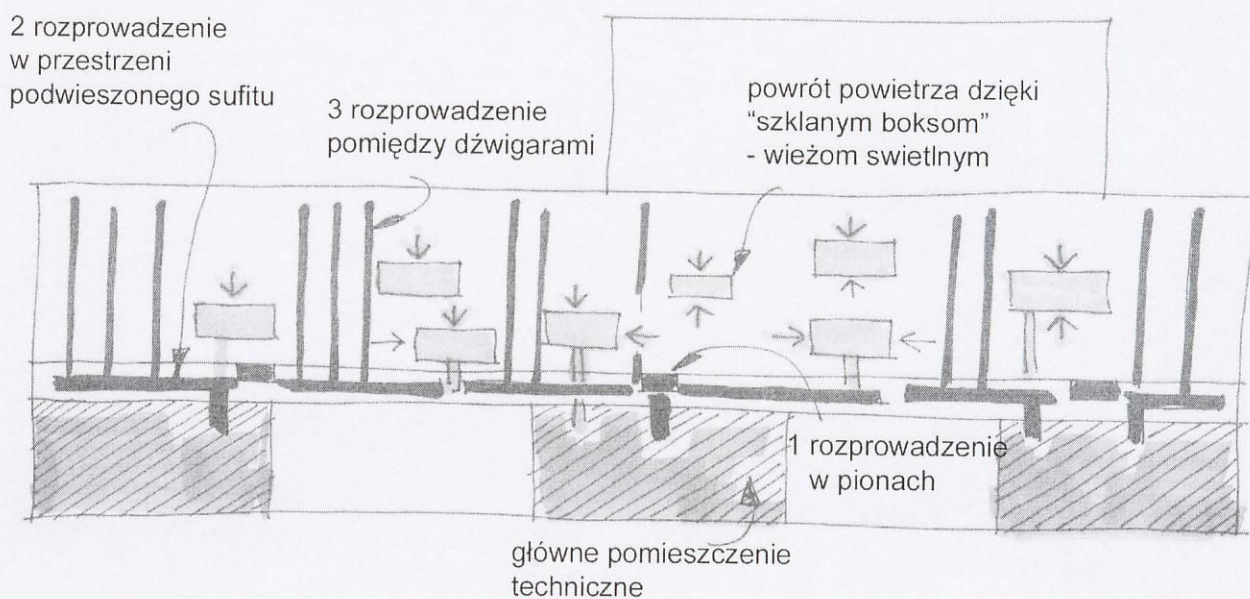 2 rozprowadzenie
w przestrzeni
podwieszonego sufitu
3 rozprowadzenie
pomiędzy dźwigarami
powrót powietrza dzięki
“szklanym boksom”
- wieżom swietlnym
1 rozprowadzenie
w pionach
główne pomieszczenie
techniczne